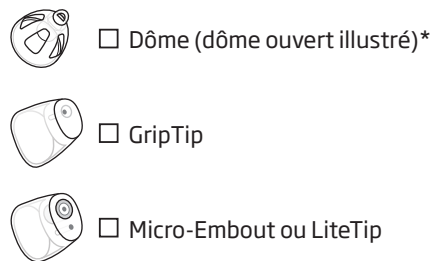 ☐ Dôme (dôme ouvert illustré)*
☐ GripTip
☐ Micro-Embout ou LiteTip